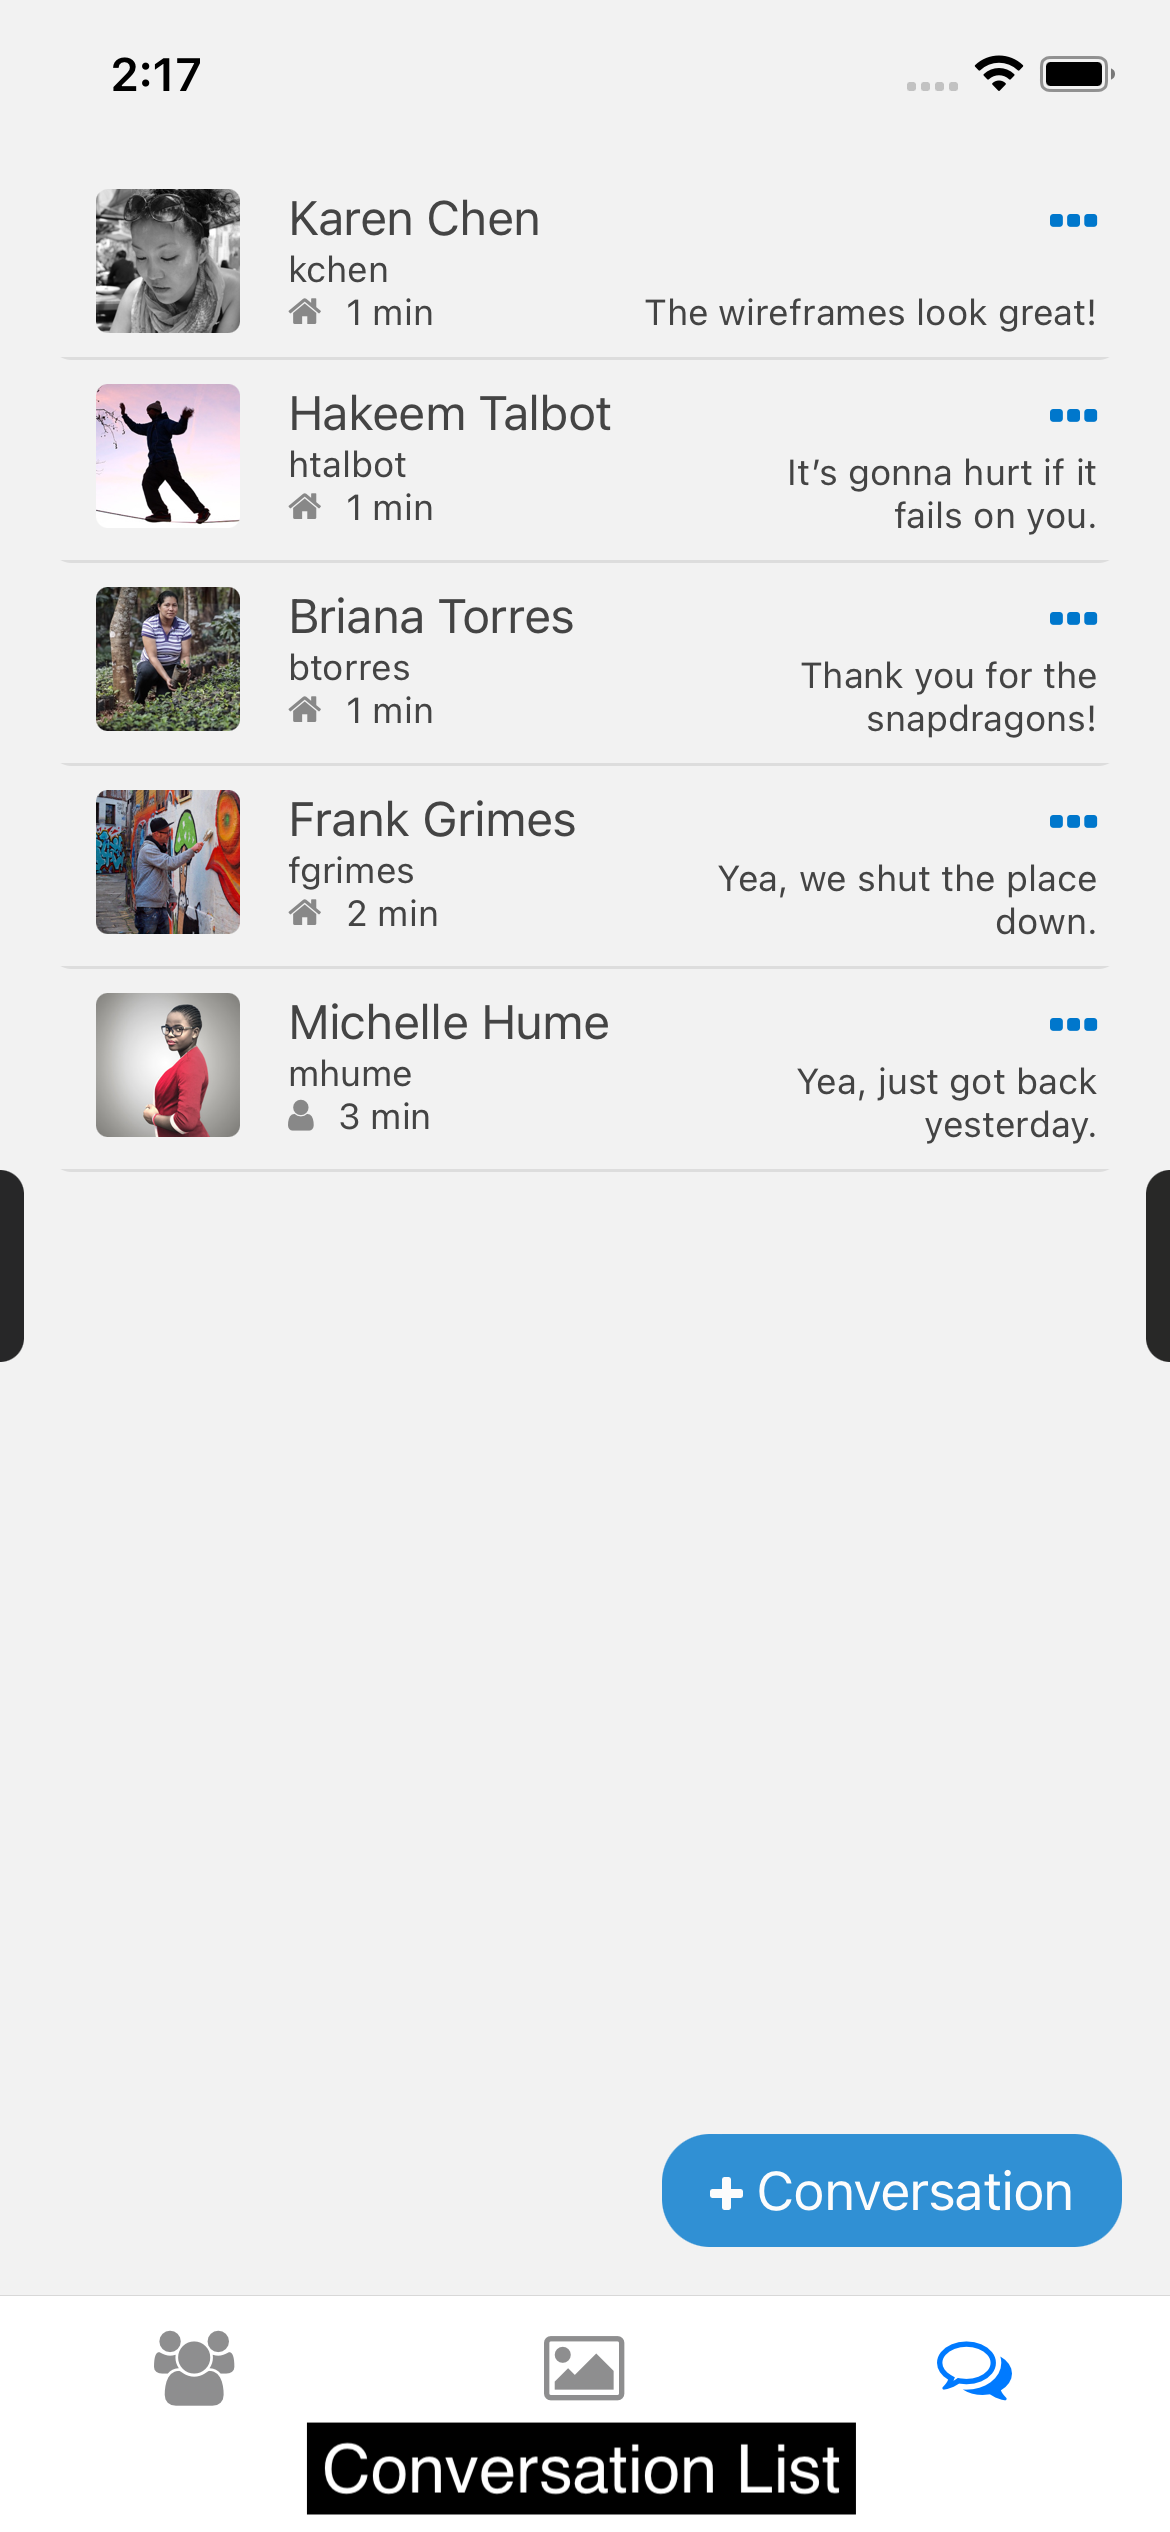 2:17
Karen Chen
kchen
1 min
The wireframes look great!
Hakeem Talbot
htalbot
1 min
It’s gonna hurt if it
fails on you.
Briana Torres
btorres
1 min
Thank you for the
snapdragons!
Frank Grimes
fgrimes
2 min
Yea, we shut the place
down.
Michelle Hume
mhume
3 min
Yea, just got back
yesterday.
+ Conversation
Conversation List